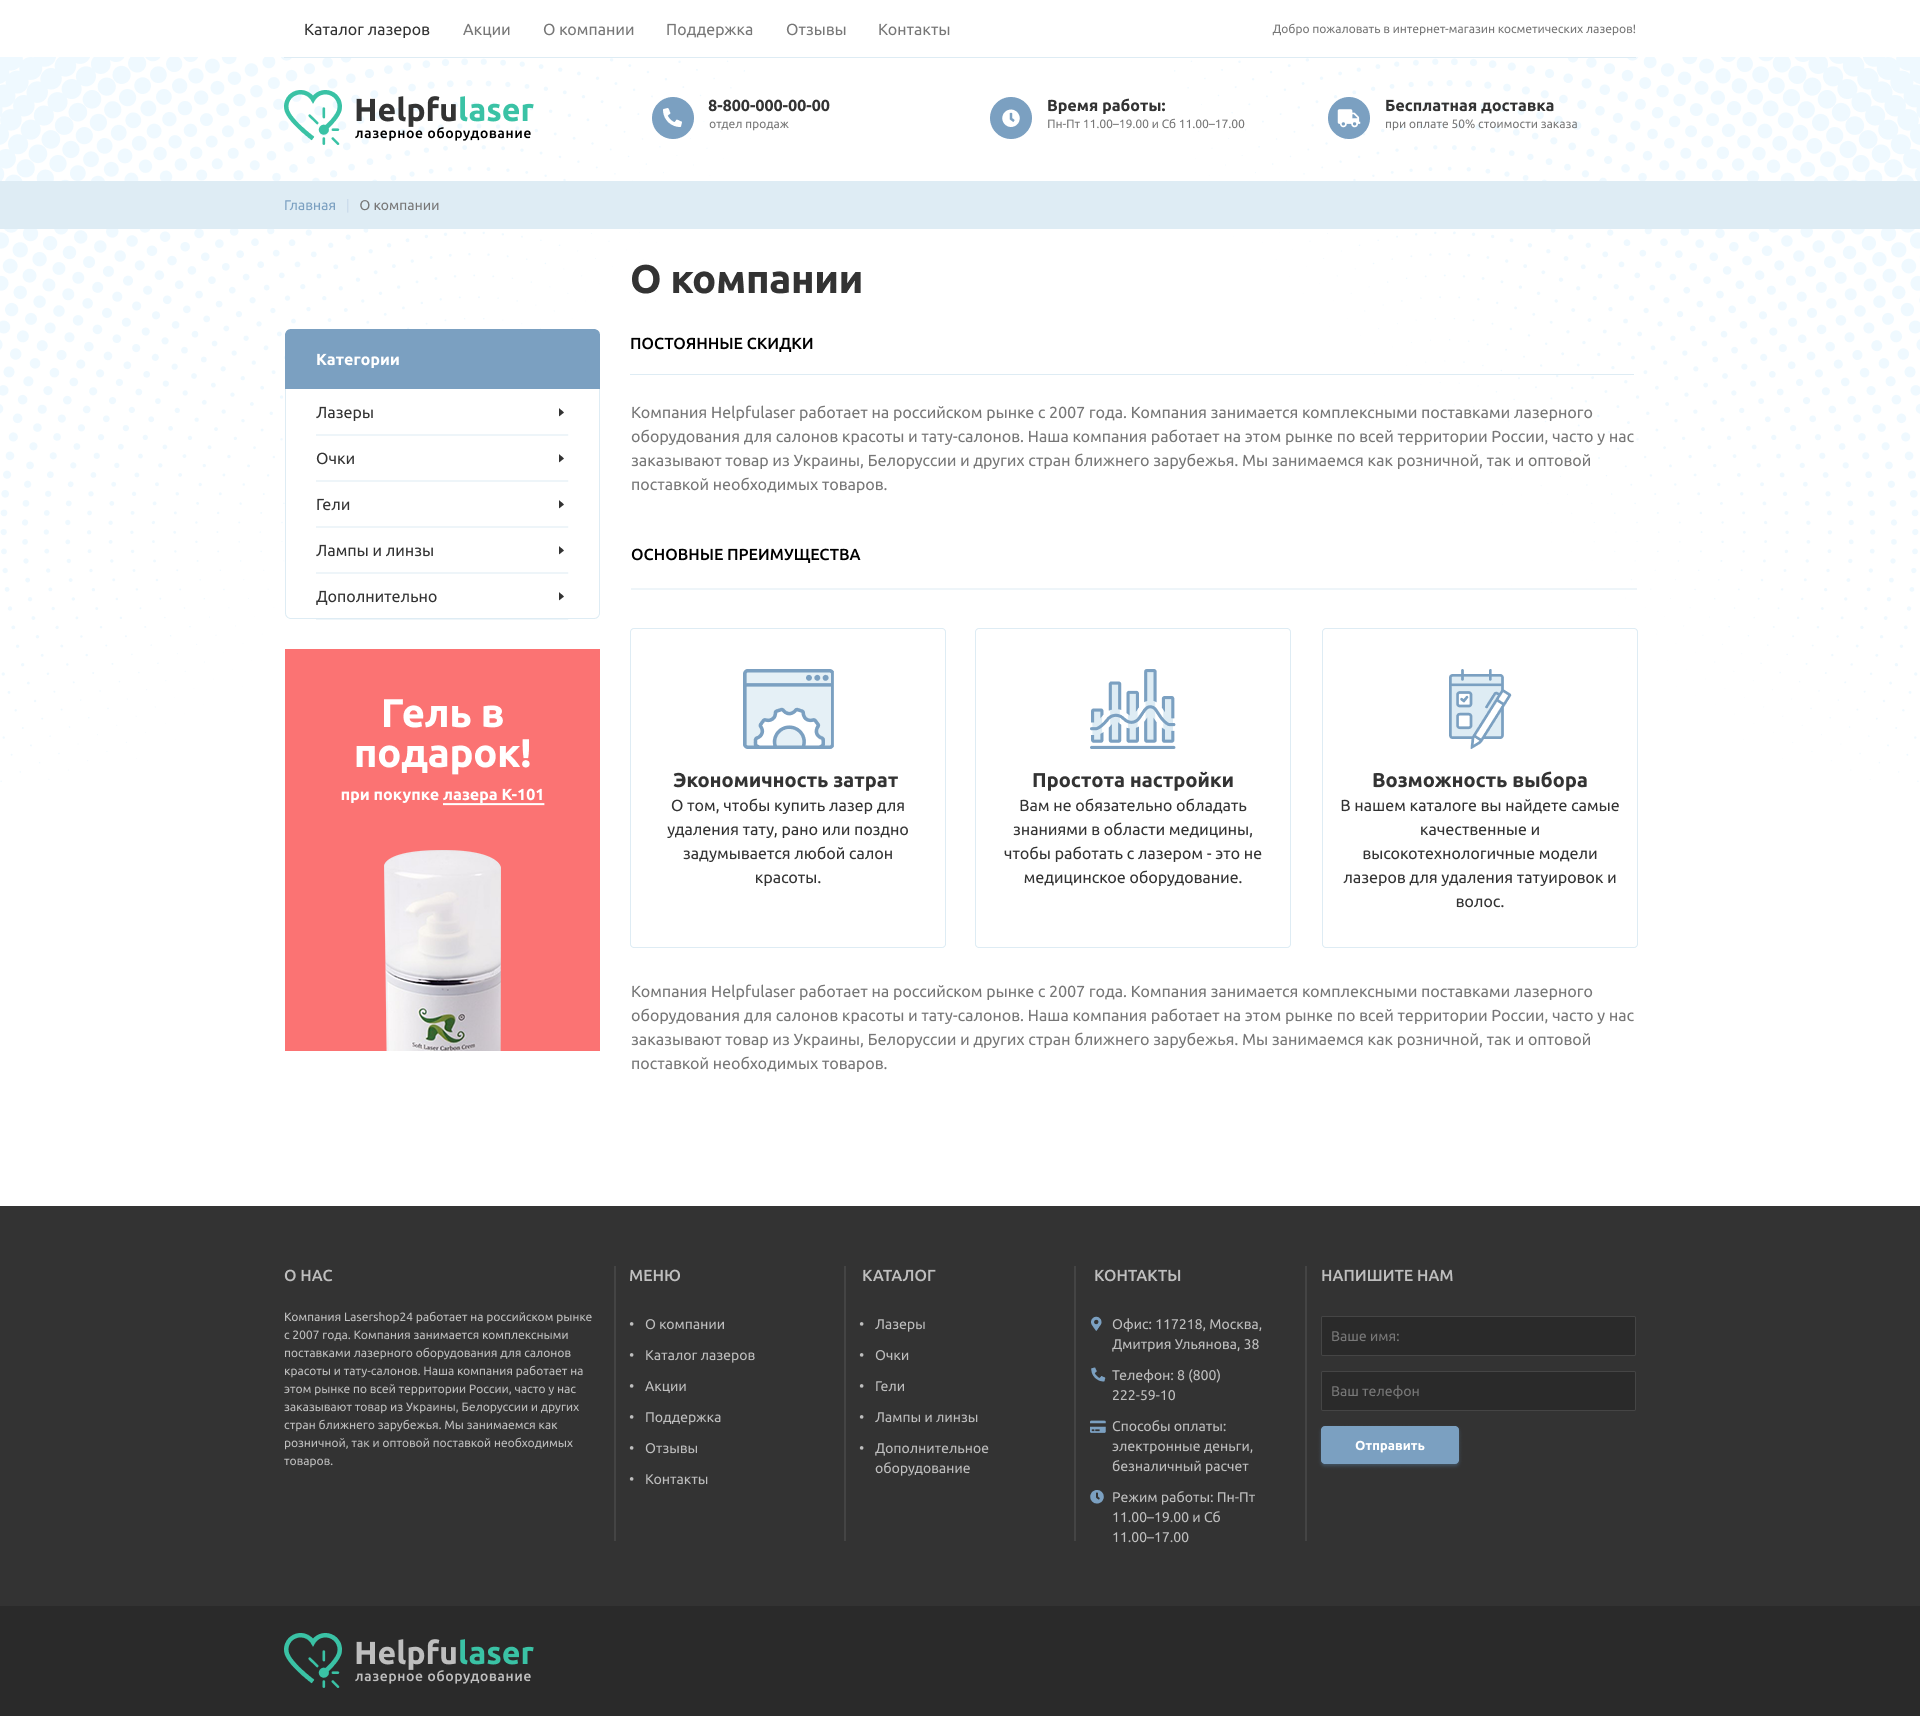 Каталог лазеров Акции О компании Поддержка Отзывы Контакты Добро пожаловать в интернет-магазин косметических лазеров!
Helpfulaser
лазерное оборудование
8-800-000-00-00
отдел продаж
Время работы:
Пн-Пт 11.00–19.00 и Сб 11.00–17.00
Бесплатная доставка
при оплате 50% стоимости заказа
Главная | О компании
О компании
Категории
Лазеры
Очки
Гели
Лампы и линзы
Дополнительно
Гель в
подарок!
при покупке лазера К-101
R ®
Soft Laser Carbon Crem
ПОСТОЯННЫЕ СКИДКИ
Компания Helpfulaser работает на российском рынке с 2007 года. Компания занимается комплексными поставками лазерного
оборудования для салонов красоты и тату-салонов. Наша компания работает на этом рынке по всей территории России, часто у нас
заказывают товар из Украины, Белоруссии и других стран ближнего зарубежья. Мы занимаемся как розничной, так и оптовой
поставкой необходимых товаров.
ОСНОВНЫЕ ПРЕИМУЩЕСТВА
Экономичность затрат
О том, чтобы купить лазер для
удаления тату, рано или поздно
задумывается любой салон
красоты.
Простота настройки
Вам не обязательно обладать
знаниями в области медицины,
чтобы работать с лазером - это не
медицинское оборудование.
Возможность выбора
В нашем каталоге вы найдете самые
качественные и
высокотехнологичные модели
лазеров для удаления татуировок и
волос.
Компания Helpfulaser работает на российском рынке с 2007 года. Компания занимается комплексными поставками лазерного
оборудования для салонов красоты и тату-салонов. Наша компания работает на этом рынке по всей территории России, часто у нас
заказывают товар из Украины, Белоруссии и других стран ближнего зарубежья. Мы занимаемся как розничной, так и оптовой
поставкой необходимых товаров.
О НАС
Компания Lasershop24 работает на российском рынке
с 2007 года. Компания занимается комплексными
поставками лазерного оборудования для салонов
красоты и тату-салонов. Наша компания работает на
этом рынке по всей территории России, часто у нас
заказывают товар из Украины, Белоруссии и других
стран ближнего зарубежья. Мы занимаемся как
розничной, так и оптовой поставкой необходимых
товаров.
МЕНЮ
• О компании
• Каталог лазеров
• Акции
• Поддержка
• Отзывы
• Контакты
КАТАЛОГ
• Лазеры
• Очки
• Гели
• Лампы и линзы
• Дополнительное
оборудование
КОНТАКТЫ
Офис: 117218, Москва,
Дмитрия Ульянова, 38
Телефон: 8 (800)
222-59-10
Способы оплаты:
электронные деньги,
безналичный расчет
Режим работы: Пн-Пт
11.00–19.00 и Сб
11.00–17.00
НАПИШИТЕ НАМ
Ваше имя:
Ваш телефон
Отправить
Helpfulaser
лазерное оборудование